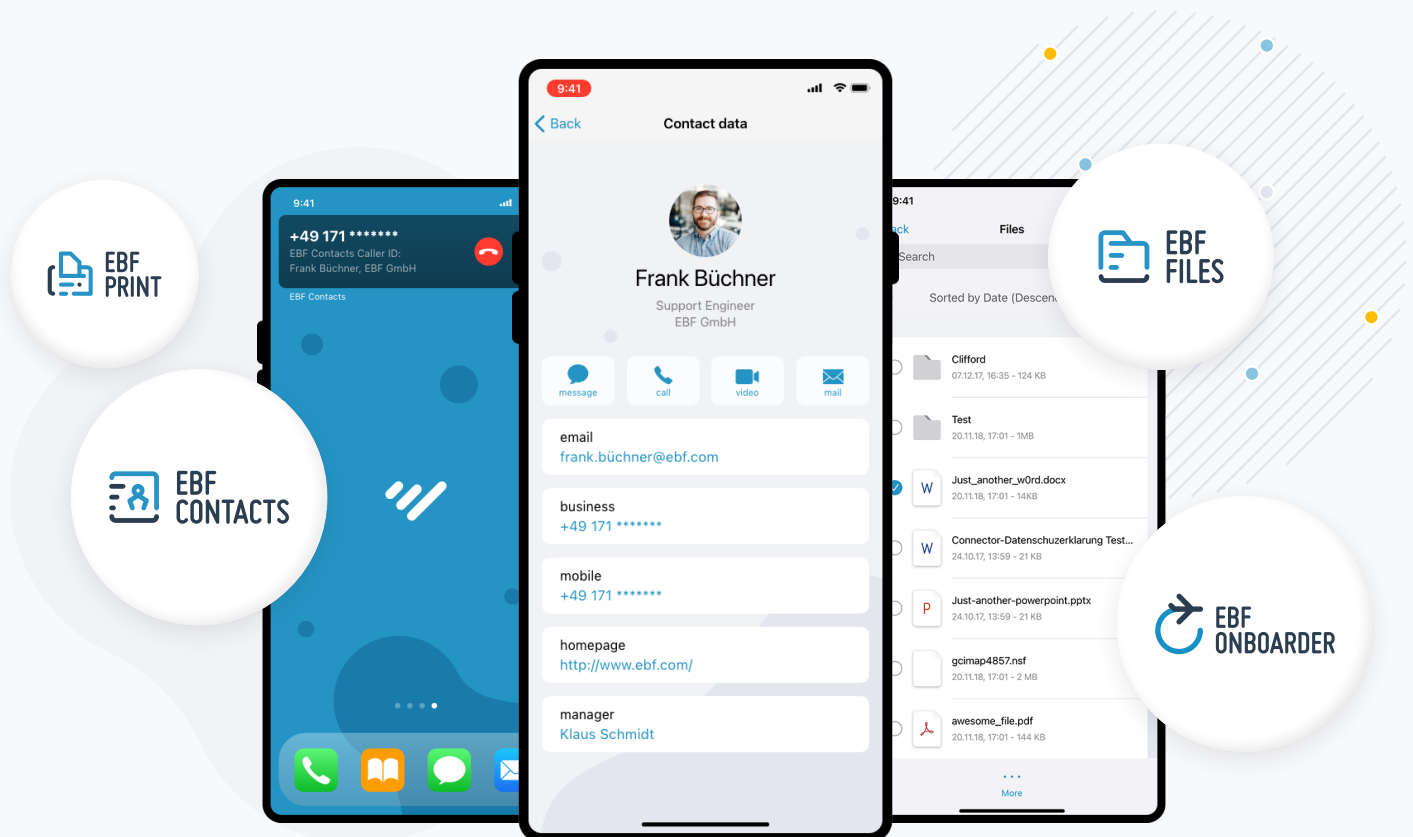 EBF
PRINT
EBF
CONTACTS
9:41
+49 171 *******
EBF Contacts Caller ID:
Frank Büchner, EBF GmbH
EBF Contacts
9:41
Back
Contact data
Frank Büchner
Support Engineer
EBF GmbH
message
call
video
mail
email
frank.büchner@ebf.com
business
+49 171 *******
mobile
+49 171 *******
homepage
http://www.ebf.com/
manager
Klaus Schmidt
9:41
ack
Files
Search
Sorted by Date (Descen
Clifford
07.12.17, 16:35 - 124 KB
Test
20.11.18, 17:01 - 1MB
W
Just_another_w0rd.docx
20.11.18, 17:01 - 14KB
W
Connector-Datenschuzerklarung Test...
24.10.17, 13:59 - 21 KB
P
Just-another-powerpoint.pptx
24.10.17, 13:59 - 21 KB
gcimap4857.nsf
20.11.18, 17:01 - 2 MB
awesome_file.pdf
20.11.18, 17:01 - 144 KB
More
EBF
FILES
EBF
ONBOARDER